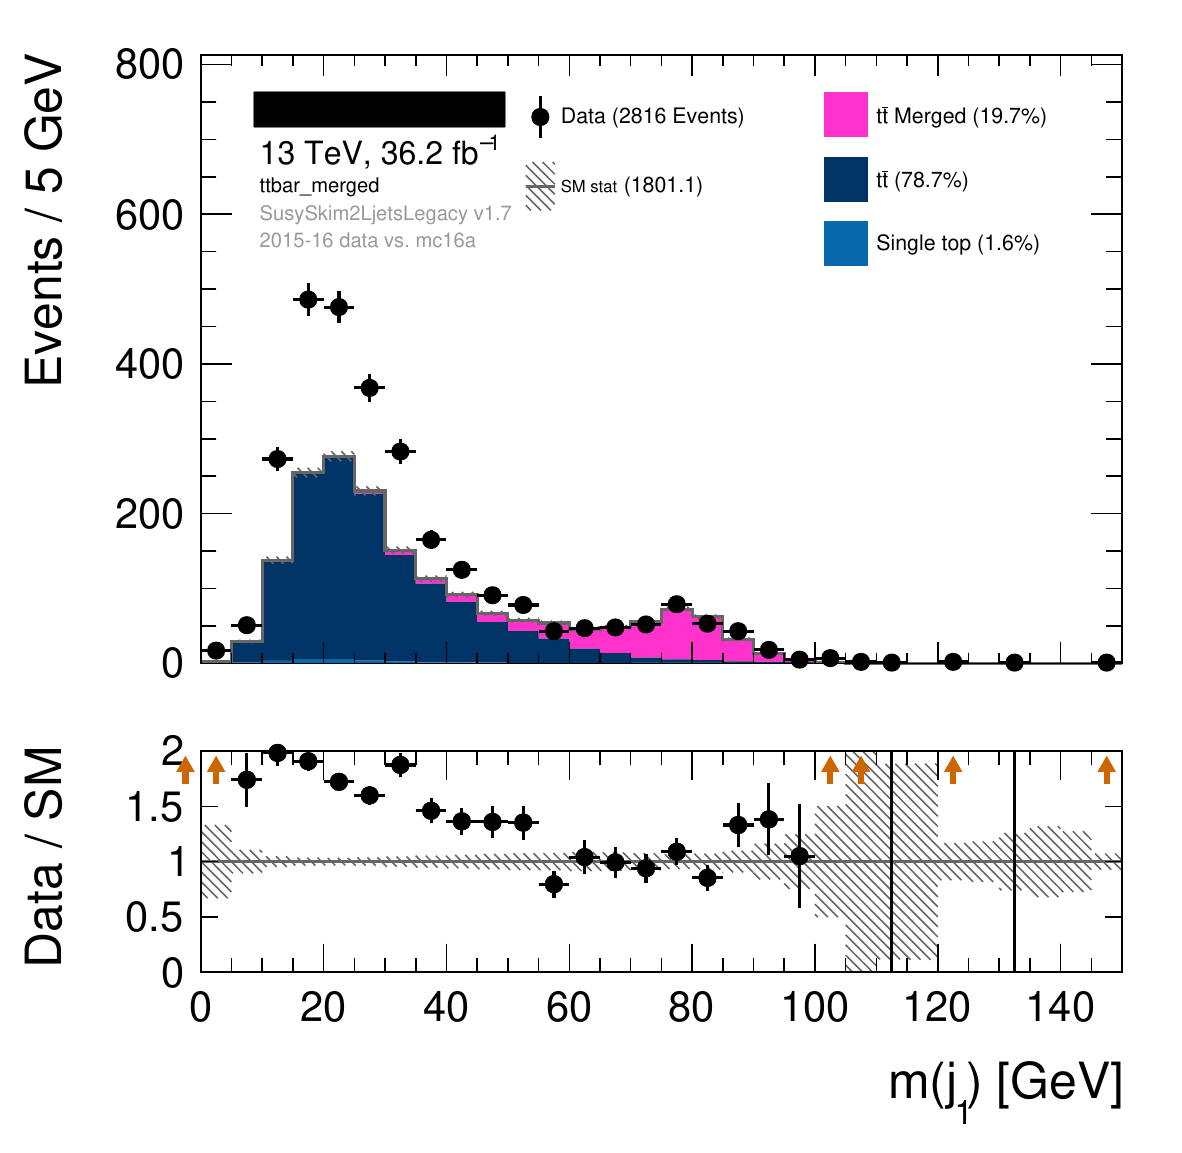 Events / 5 GeV
800
600
400
200
0
13 TeV, 36.2 fb⁻¹
ttbar_merged
SusySkim2LjetsLegacy v1.7
2015-16 data vs. mc16a
Data (2816 Events)
SM stat (1801.1)
tt̄ Merged (19.7%)
tt̄ (78.7%)
Single top (1.6%)
Data / SM
2
1.5
1
0.5
0
0 20 40 60 80 100 120 140
m(j₁) [GeV]